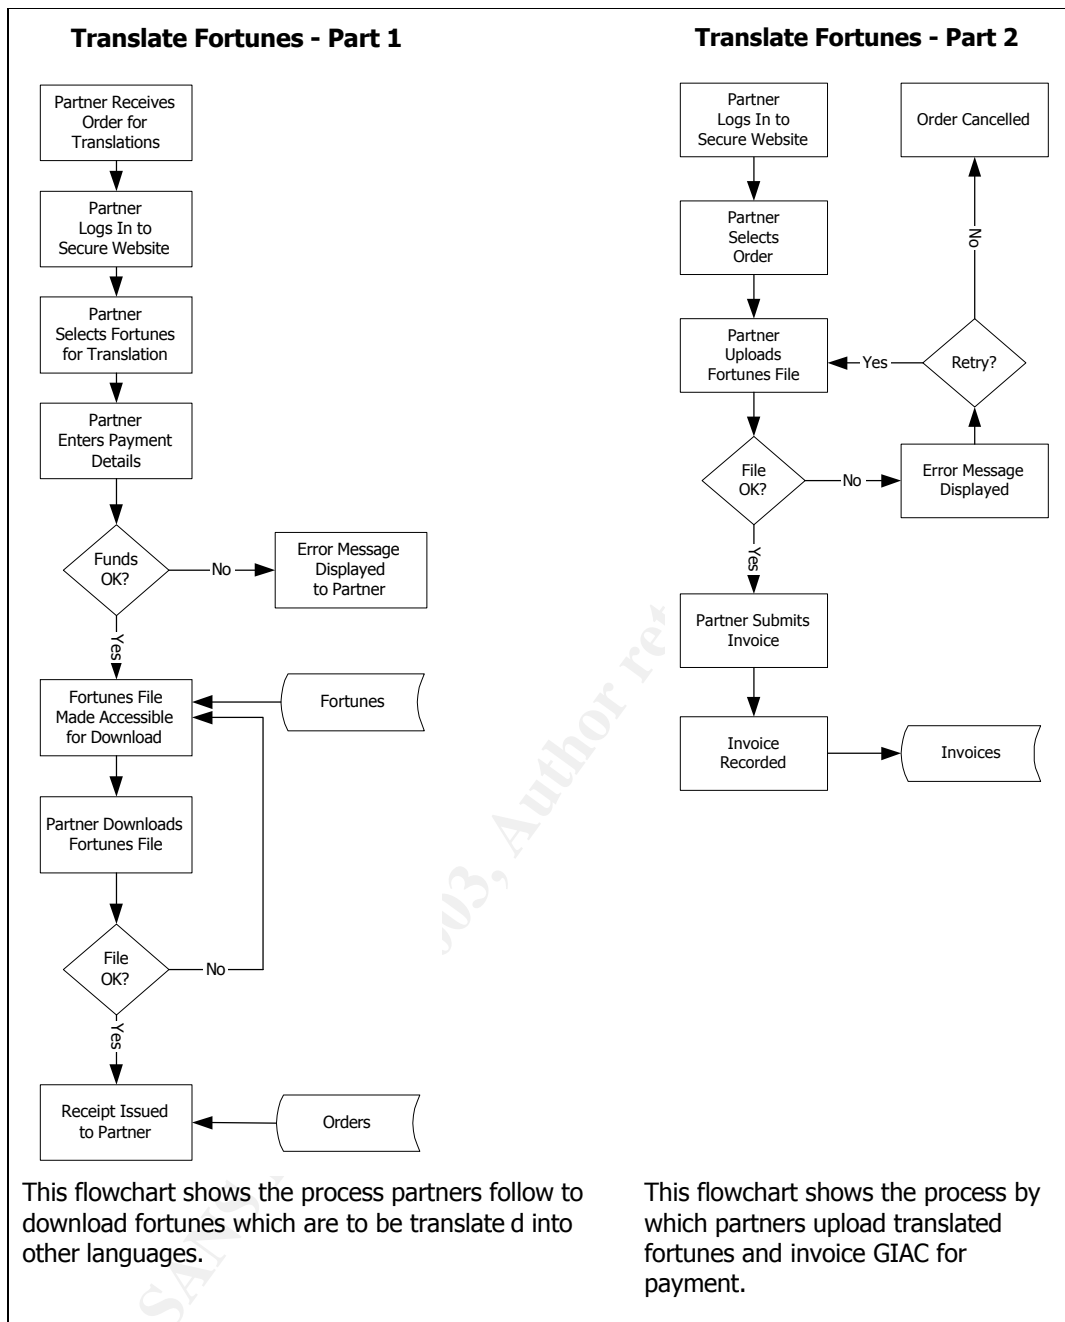 Translate Fortunes - Part 1
Partner Receives
Order for
Translations
Partner
Logs In to
Secure Website
Partner
Selects Fortunes
for Translation
Partner
Enters Payment
Details
Funds
OK?
No
Error Message
Displayed
to Partner
Yes
Fortunes File
Made Accessible
for Download
Fortunes
Partner Downloads
Fortunes File
File
OK?
No
Yes
Receipt Issued
to Partner
Orders
This flowchart shows the process partners follow to
download fortunes which are to be translate d into
other languages.
Translate Fortunes - Part 2
Partner
Logs In to
Secure Website
Order Cancelled
Partner
Selects
Order
No
Partner
Uploads
Fortunes File
Yes
Retry?
File
OK?
No
Error Message
Displayed
Yes
Partner Submits
Invoice
Invoice
Recorded
Invoices
This flowchart shows the process by
which partners upload translated
fortunes and invoice GIAC for
payment.
SANS
03, Author ret